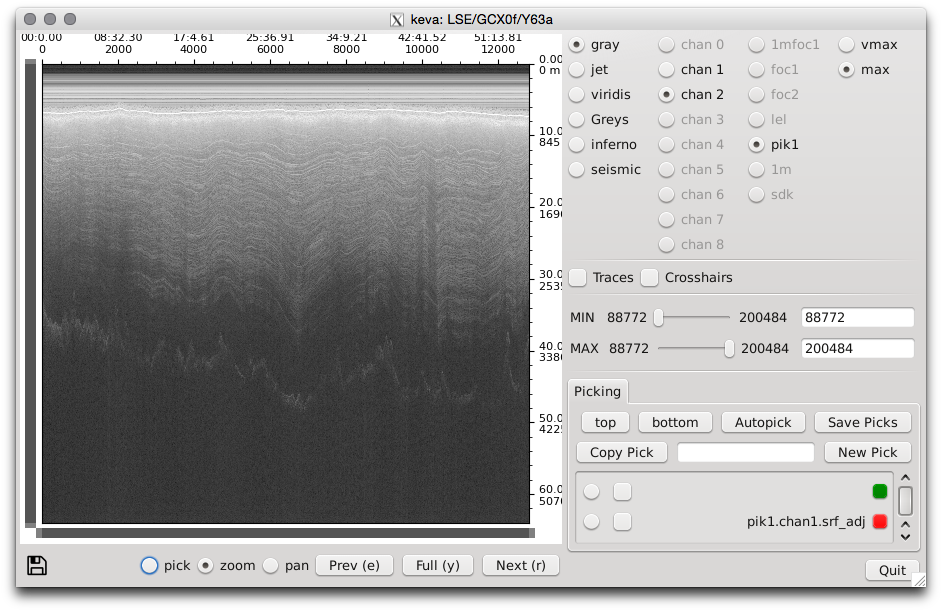 keva: LSE/GCX0f/Y63a
00:0.00 08:32.30 17:4.61 25:36.91 34:9.21 42:41.52 51:13.81
0 2000 4000 6000 8000 10000 12000
0.00
0 m
10.0
845
20.0
1690
30.0
2535
40.0
3380
50.0
4225
60.0
5070
gray chan 0 1mfoc1 vmax
jet chan 1 foc1 max
viridis chan 2 foc2
Greys chan 3 lel
inferno chan 4 pik1
seismic chan 5 1m
chan 6 sdk
chan 7
chan 8
Traces Crosshairs
MIN 88772 200484 88772
MAX 88772 200484 200484
Picking
top bottom Autopick Save Picks
Copy Pick New Pick
pik1.chan1.srf_adj
pick zoom pan Prev (e) Full (y) Next (r) Quit